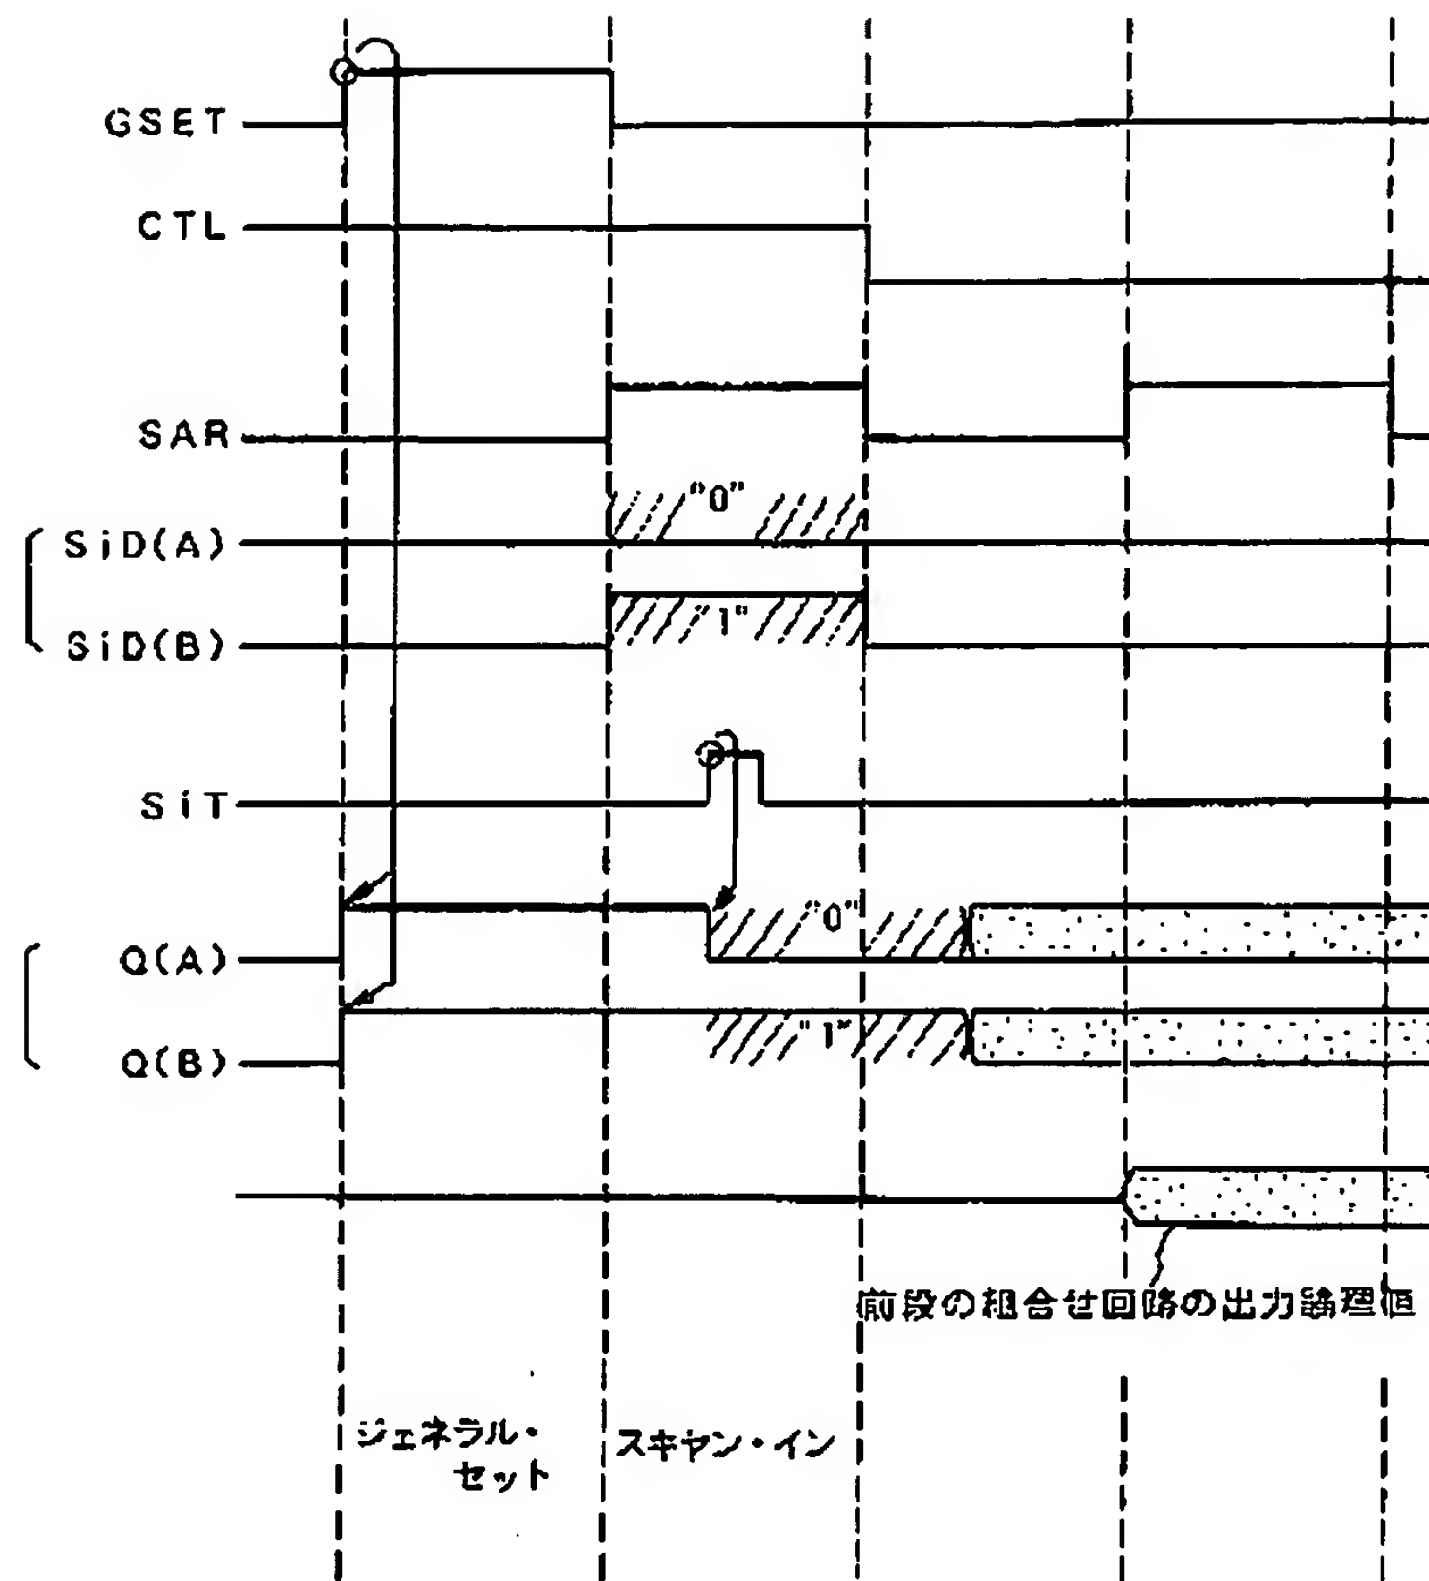 GSET
CTL
SAR
"0"
SiD(A)
"1"
SiD(B)
SiT
"0"
Q(A)
"1"
Q(B)
前段の組合せ回路の出力論理値
ジェネラル・
セット
スキャン・イン